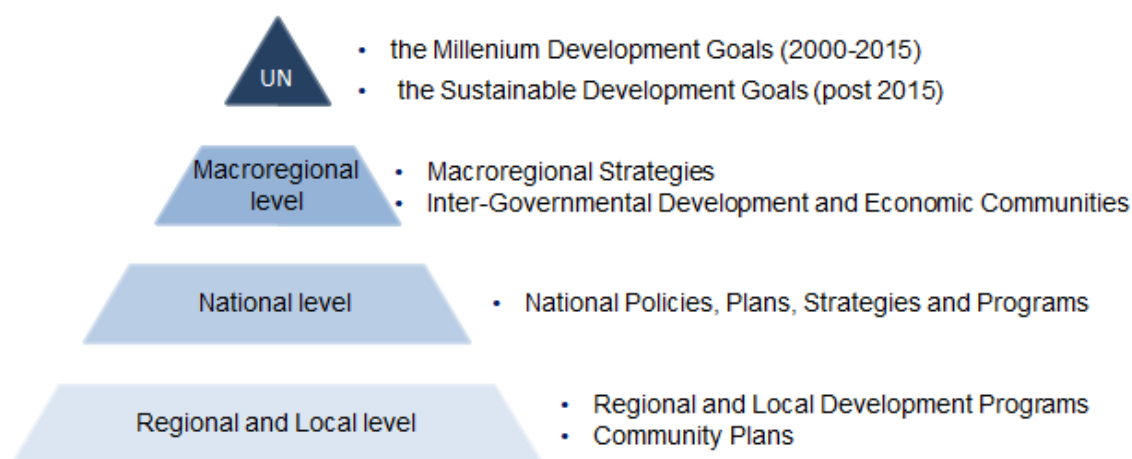 UN
• the Millenium Development Goals (2000-2015)
• the Sustainable Development Goals (post 2015)
Macroregional
level
• Macroregional Strategies
• Inter-Governmental Development and Economic Communities
National level
• National Policies, Plans, Strategies and Programs
Regional and Local level
• Regional and Local Development Programs
• Community Plans